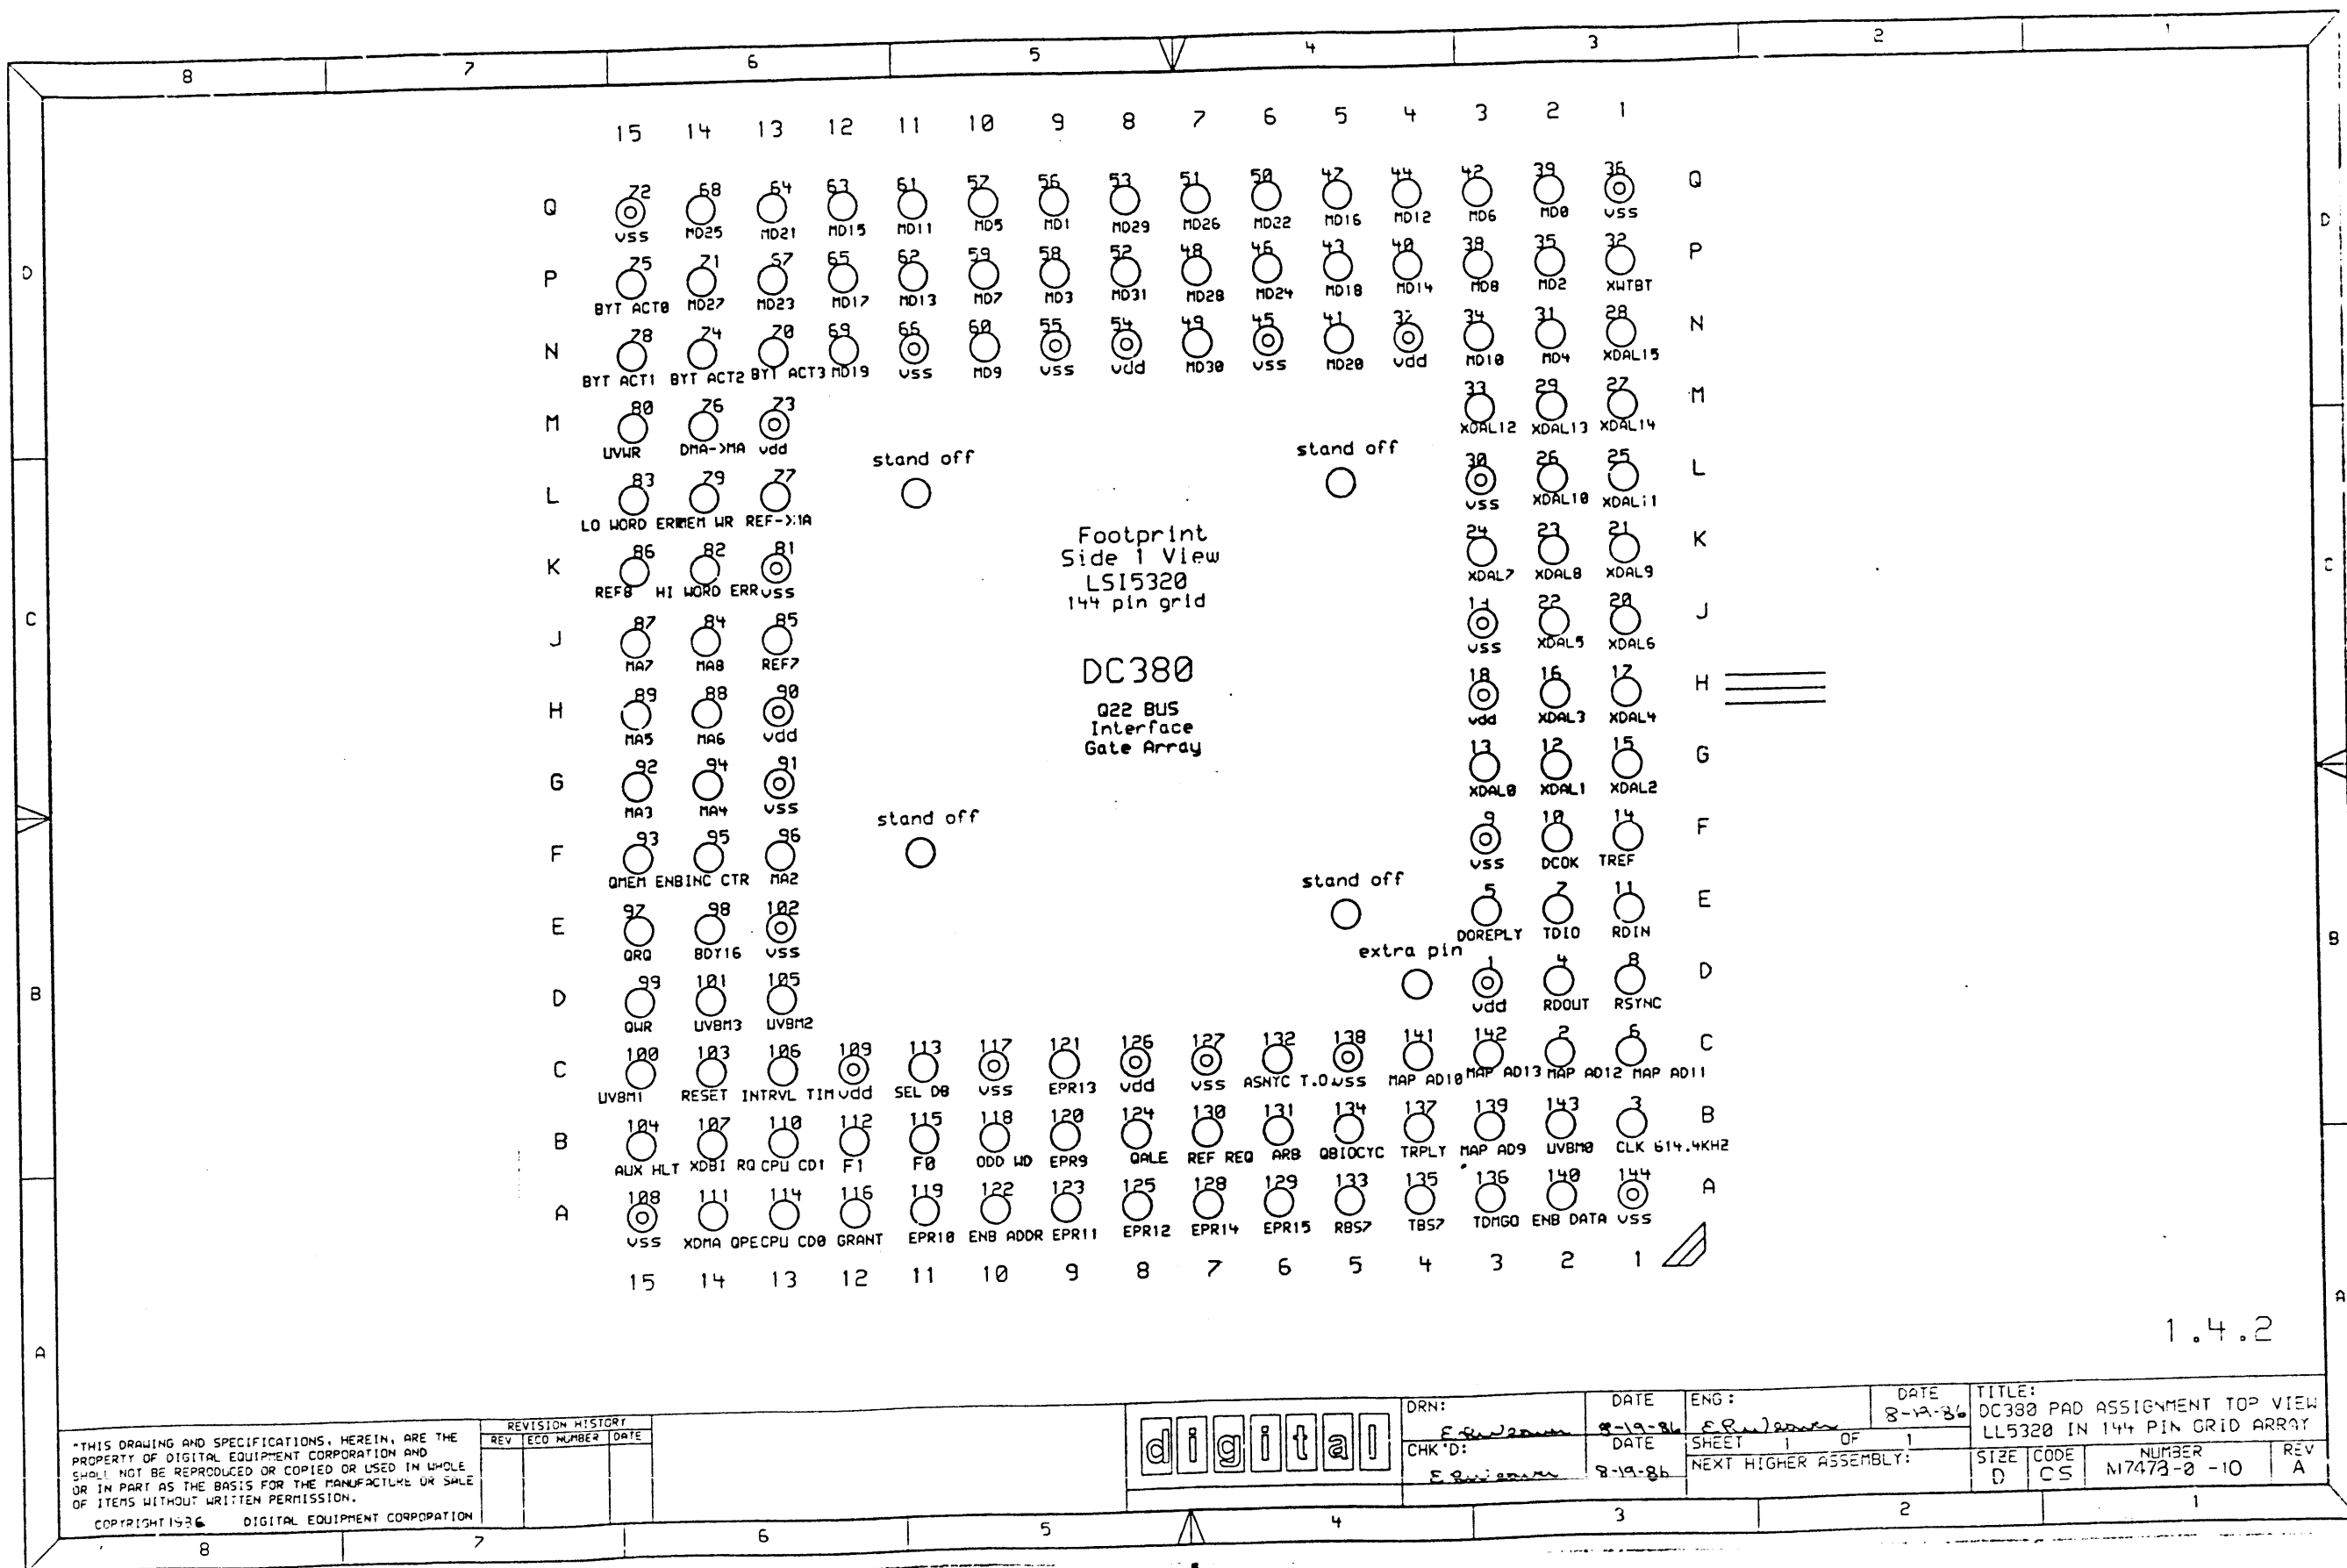 8 7 6 5 4 3 2 1
15 14 13 12 11 10 9 8 7 6 5 4 3 2 1
Q 72 68 64 63 61 57 56 53 51 50 47 44 42 39 36 Q
vss MD25 MD21 MD15 MD11 MD5 MD1 MD29 MD26 MD22 MD16 MD12 MD6 MD0 vss
D D
P 75 71 67 65 62 59 58 52 48 46 43 40 38 35 32 P
BYT ACT0 MD27 MD23 MD17 MD13 MD7 MD3 MD31 MD28 MD24 MD18 MD14 MD8 MD2 XWTBT
N 78 74 70 69 66 60 55 54 49 45 41 37 34 31 28 N
BYT ACT1 BYT ACT2 BYT ACT3 MD19 vss MD9 vss vdd MD30 vss MD20 vdd MD10 MD4 XDAL15
M 80 76 73 33 29 27 M
UVWR DMA->MA vdd XDAL12 XDAL13 XDAL14
stand off stand off
L 83 79 77 30 26 25 L
LO WORD ERR MEM WR REF->MA vss XDAL10 XDAL11
Footprint
Side 1 View
LSI5320
144 pin grid
K 86 82 81 24 23 21 K
REF8 HI WORD ERR vss XDAL7 XDAL8 XDAL9
C C
J 87 84 85 19 22 20 J
MA7 MA8 REF7 vss XDAL5 XDAL6
DC380
Q22 BUS
Interface
Gate Array
H 89 88 90 18 16 17 H
MA5 MA6 vdd vdd XDAL3 XDAL4
G 92 94 91 13 12 15 G
MA3 MA4 vss XDAL0 XDAL1 XDAL2
stand off
F 93 95 96 9 10 14 F
QMEM ENB INC CTR MA2 vss DCOK TREF
stand off
E 97 98 102 5 7 11 E
QRQ BDY16 vss DOREPLY TDIO RDIN
B B
extra pin
D 99 101 105 1 4 8 D
QWR UVBM3 UVBM2 vdd RDOUT RSYNC
C 100 103 106 109 113 117 121 126 127 132 138 141 142 2 6 C
UVBM1 RESET INTRVL TIM vdd SEL DB vss EPR13 vdd vss ASNYC T.O vss MAP AD10 MAP AD13 MAP AD12 MAP AD11
B 104 107 110 112 115 118 120 124 130 131 134 137 139 143 3 B
AUX HLT XDBI RQ CPU CD1 F1 F0 ODD WD EPR9 QALE REF REQ ARB QBIOCYC TRPLY MAP AD9 UVBM0 CLK 614.4KHZ
A 108 111 114 116 119 122 123 125 128 129 133 135 136 140 144 A
vss XDMA OPE CPU CD0 GRANT EPR10 ENB ADDR EPR11 EPR12 EPR14 EPR15 RBS7 TBS7 TDMGO ENB DATA vss
15 14 13 12 11 10 9 8 7 6 5 4 3 2 1
A A
1.4.2
"THIS DRAWING AND SPECIFICATIONS, HEREIN, ARE THE
PROPERTY OF DIGITAL EQUIPMENT CORPORATION AND
SHALL NOT BE REPRODUCED OR COPIED OR USED IN WHOLE
OR IN PART AS THE BASIS FOR THE MANUFACTURE OR SALE
OF ITEMS WITHOUT WRITTEN PERMISSION.
COPYRIGHT 1986 DIGITAL EQUIPMENT CORPORATION
REVISION HISTORY
REV ECO NUMBER DATE
digital
DRN: DATE
8-19-86
CHK'D: DATE
8-19-86
ENG: DATE
8-19-86
SHEET 1 OF 1
NEXT HIGHER ASSEMBLY:
TITLE:
DC380 PAD ASSIGNMENT TOP VIEW
LL5320 IN 144 PIN GRID ARRAY
SIZE CODE NUMBER REV
D CS M7473-0-10 A
8 7 6 5 4 3 2 1